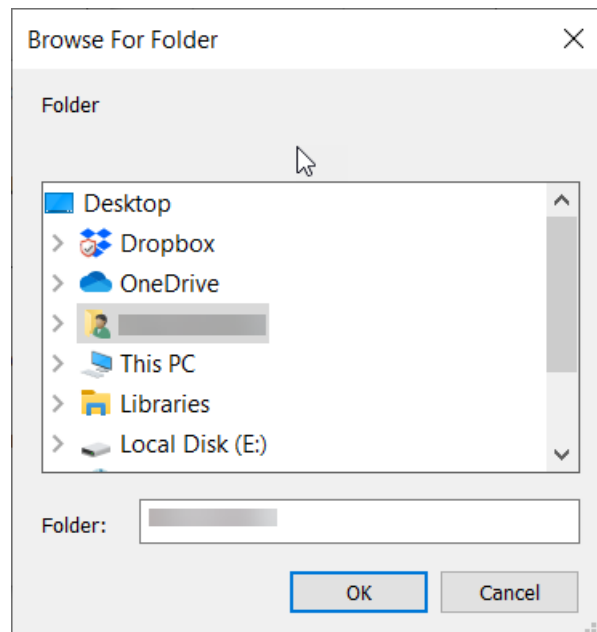 Browse For Folder
Folder
Desktop
Dropbox
OneDrive
This PC
Libraries
Local Disk (E:)
Folder:
OK Cancel